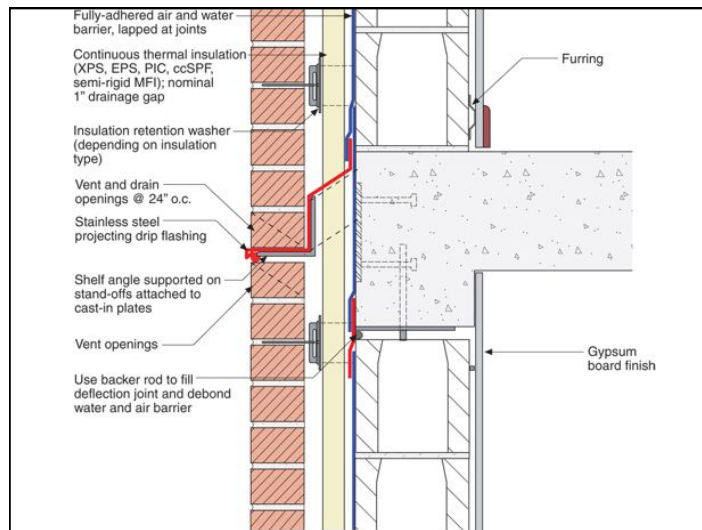 Fully-adhered air and water
barrier, lapped at joints
Continuous thermal insulation
(XPS, EPS, PIC, ccSPF,
semi-rigid MFI); nominal
1” drainage gap
Insulation retention washer
(depending on insulation
type)
Vent and drain
openings @ 24” o.c.
Stainless steel
projecting drip flashing
Shelf angle supported on
stand-offs attached to
cast-in plates
Vent openings
Use backer rod to fill
deflection joint and debond
water and air barrier
Furring
Gypsum
board finish